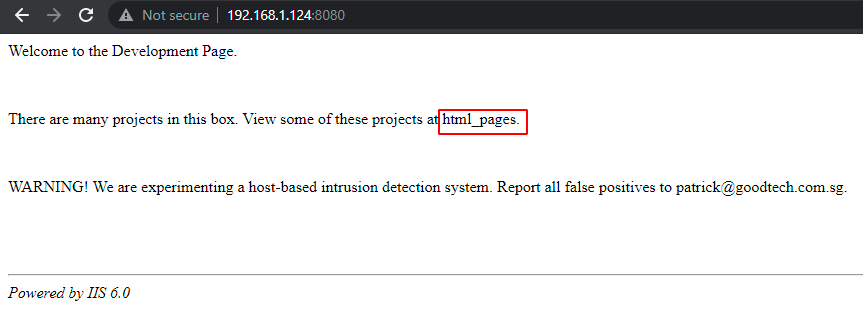 Not secure | 192.168.1.124:8080
Welcome to the Development Page.
There are many projects in this box. View some of these projects at html_pages.
WARNING! We are experimenting a host-based intrusion detection system. Report all false positives to patrick@goodtech.com.sg.
Powered by IIS 6.0